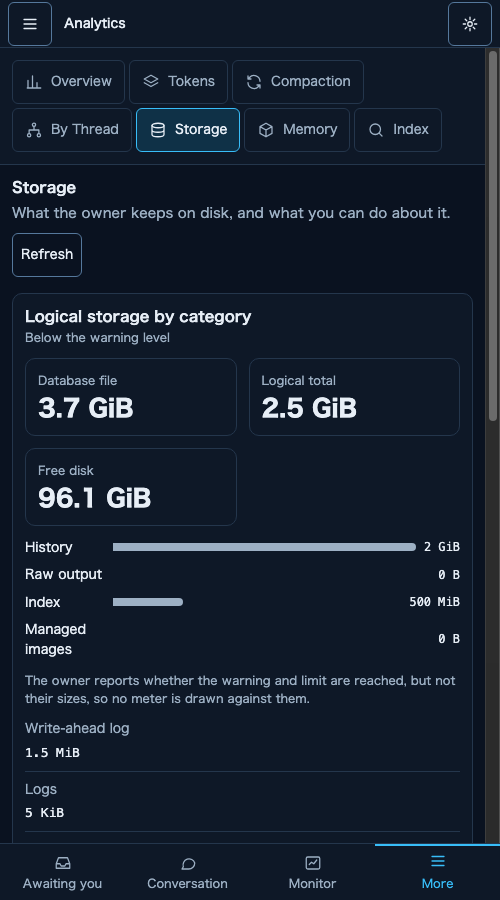 Analytics
Overview
Tokens
Compaction
By Thread
Storage
Memory
Index
Storage
What the owner keeps on disk, and what you can do about it.
Refresh
Logical storage by category
Below the warning level
Database file
3.7 GiB
Logical total
2.5 GiB
Free disk
96.1 GiB
History 2 GiB
Raw output 0 B
Index 500 MiB
Managed
images 0 B
The owner reports whether the warning and limit are reached, but not
their sizes, so no meter is drawn against them.
Write-ahead log
1.5 MiB
Logs
5 KiB
Awaiting you
Conversation
Monitor
More